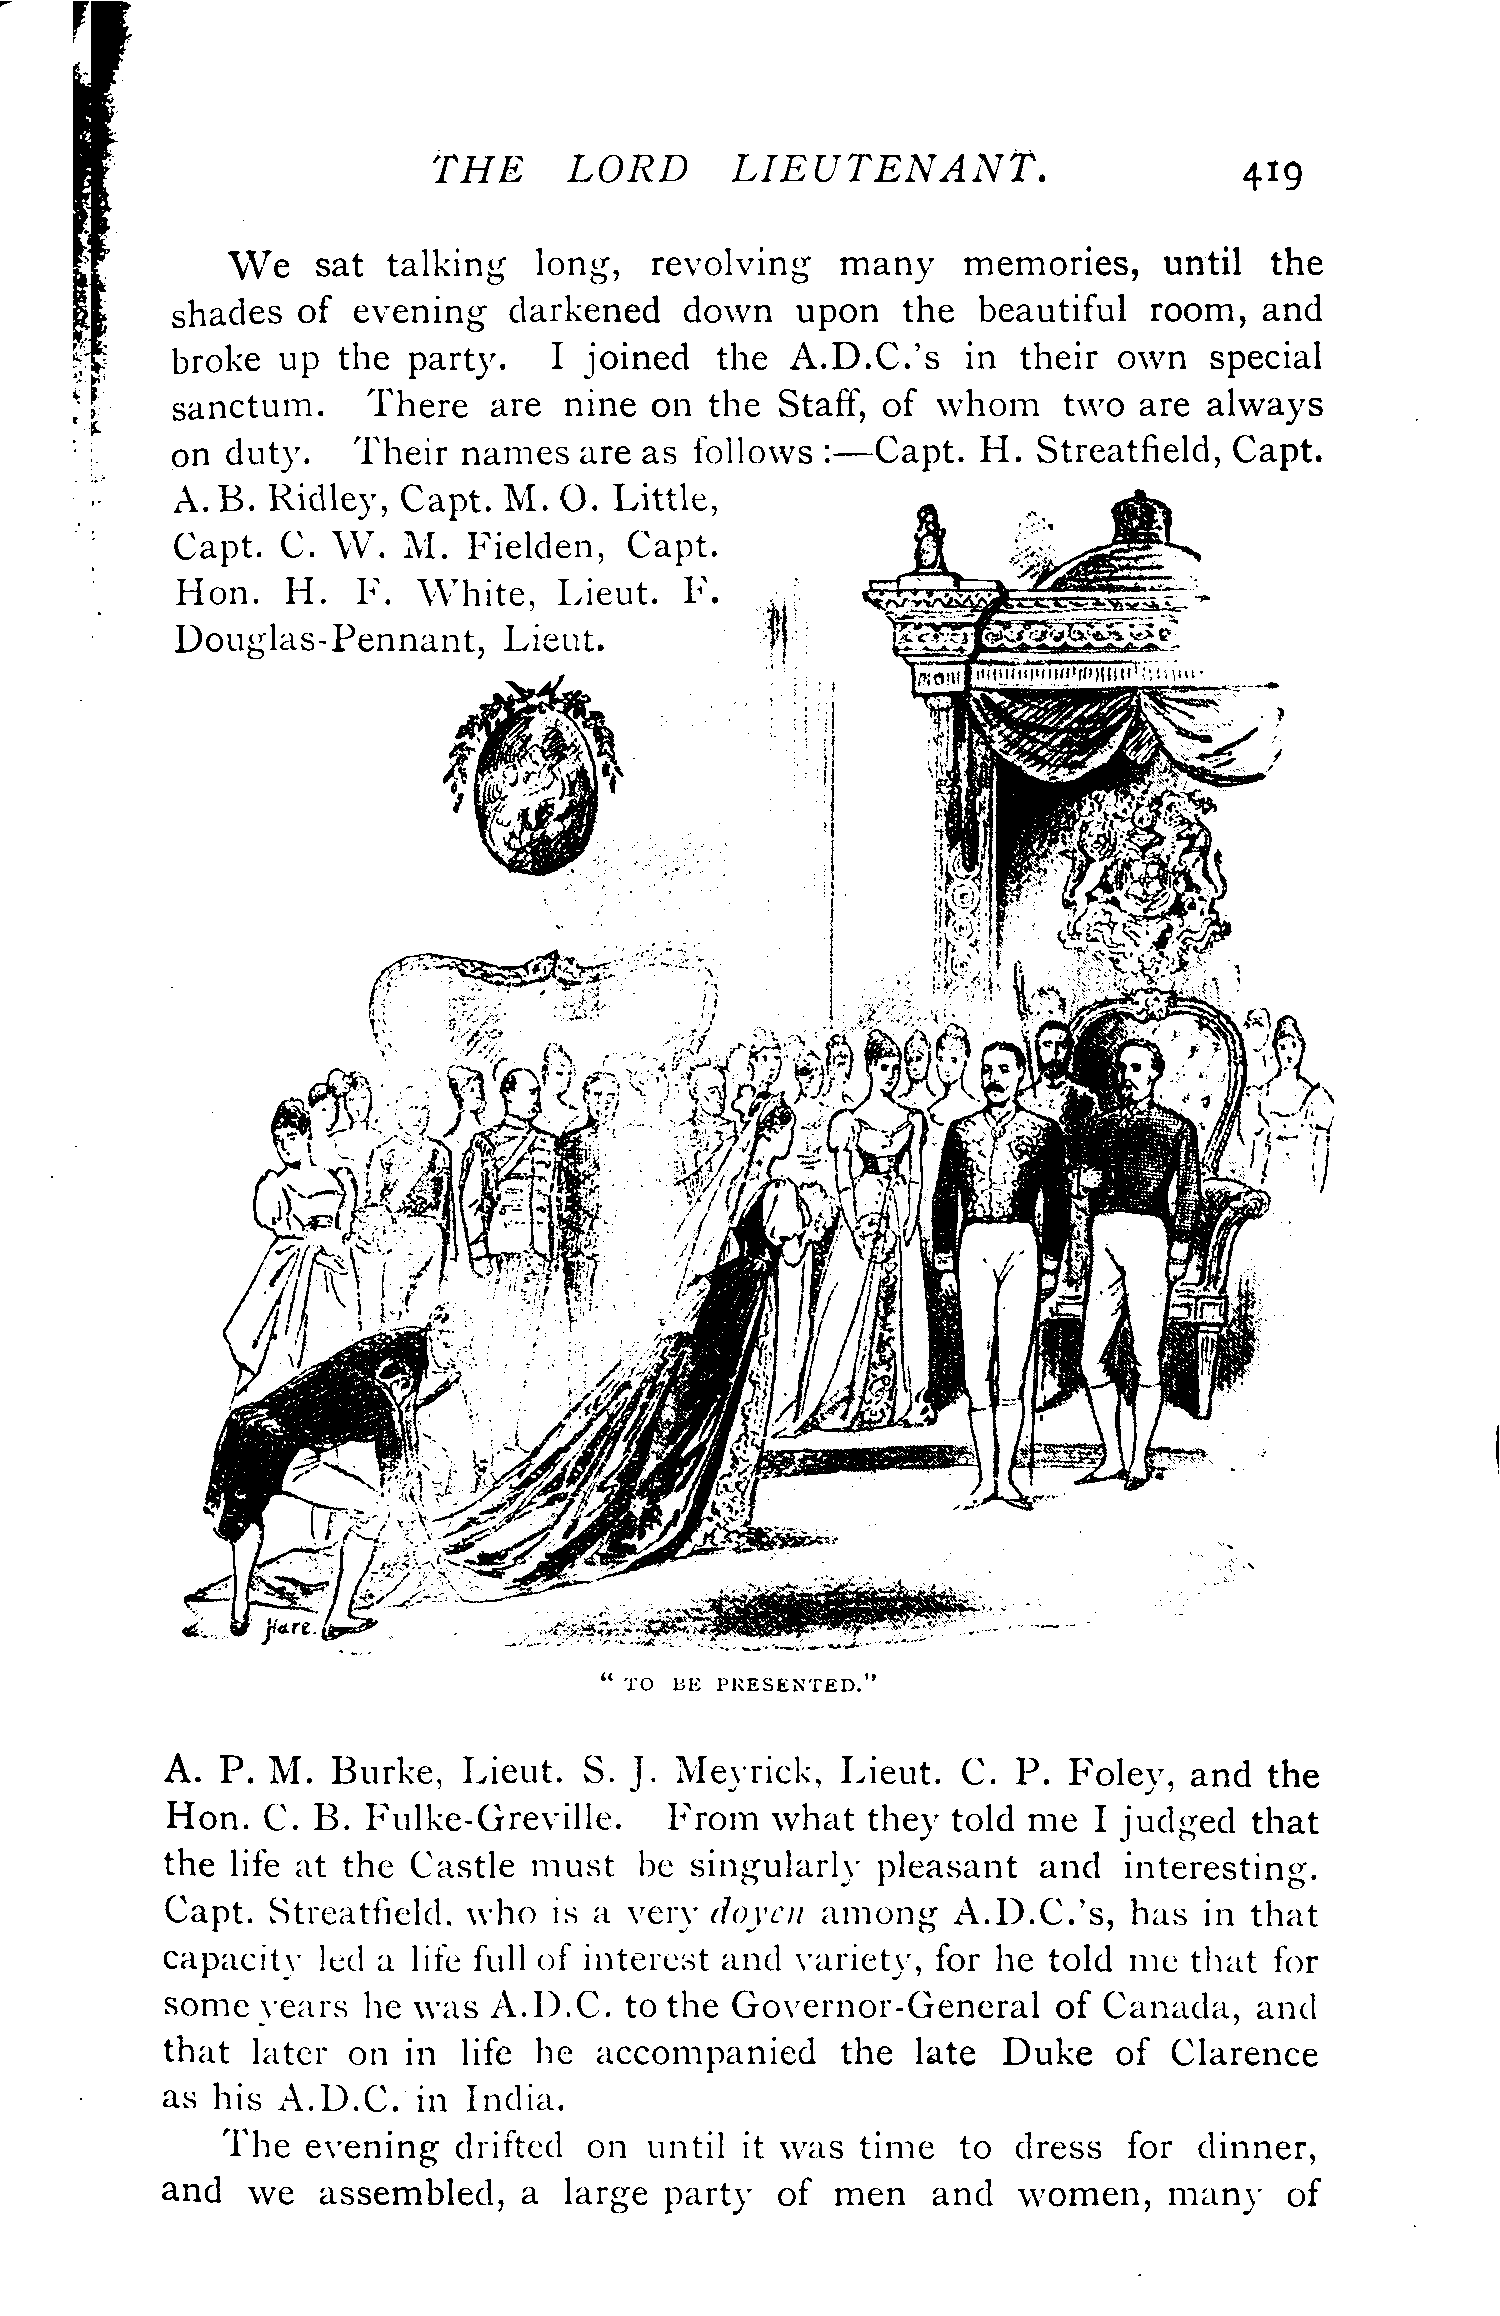 THE LORD LIEUTENANT. 419
We sat talking long, revolving many memories, until the
shades of evening darkened down upon the beautiful room, and
broke up the party. I joined the A.D.C.'s in their own special
sanctum. There are nine on the Staff, of whom two are always
on duty. Their names are as follows:—Capt. H. Streatfield, Capt.
A. B. Ridley, Capt. M. O. Little,
Capt. C. W. M. Fielden, Capt.
Hon. H. F. White, Lieut. F.
Douglas-Pennant, Lieut.
Hare.
"TO BE PRESENTED."
A. P. M. Burke, Lieut. S. J. Meyrick, Lieut. C. P. Foley, and the
Hon. C. B. Fulke-Greville. From what they told me I judged that
the life at the Castle must be singularly pleasant and interesting.
Capt. Streatfield, who is a very doyen among A.D.C.'s, has in that
capacity led a life full of interest and variety, for he told me that for
some years he was A.D.C. to the Governor-General of Canada, and
that later on in life he accompanied the late Duke of Clarence
as his A.D.C. in India.
The evening drifted on until it was time to dress for dinner,
and we assembled, a large party of men and women, many of